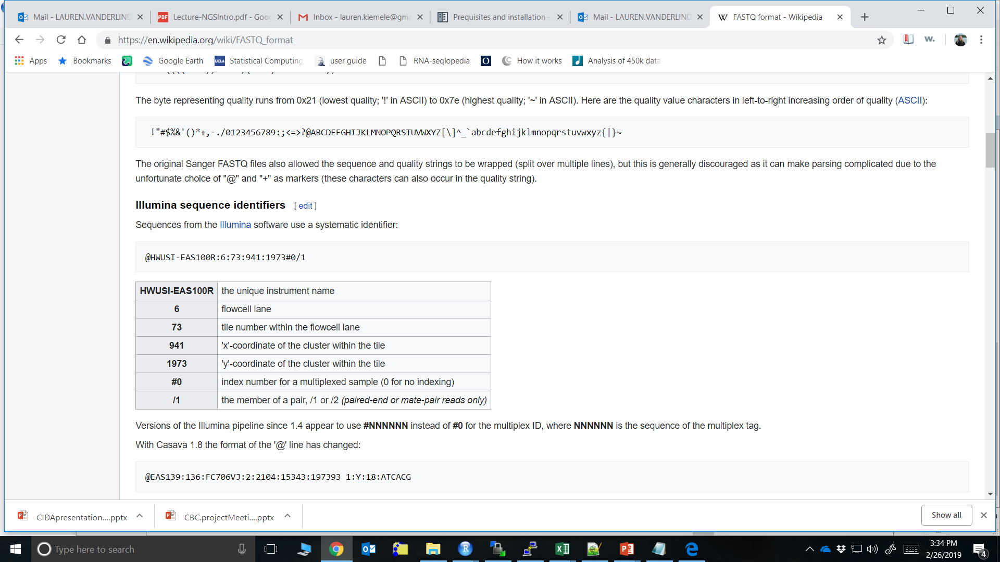 Mail - LAUREN.VANDERLIND
Lecture-NGSIntro.pdf - Goo
Inbox - lauren.kiemele@gma
Prequisites and installation -
Mail - LAUREN.VANDERLIND
W FASTQ format - Wikipedia
https://en.wikipedia.org/wiki/FASTQ_format
w.
Apps Bookmarks Google Earth UCLA Statistical Computing user guide RNA-seqlopedia O How it works Analysis of 450k data
The byte representing quality runs from 0x21 (lowest quality; '!' in ASCII) to 0x7e (highest quality; '~' in ASCII). Here are the quality value characters in left-to-right increasing order of quality (ASCII):
!"#$%&'()*+,-./0123456789:;<=>?@ABCDEFGHIJKLMNOPQRSTUVWXYZ[\]^_`abcdefghijklmnopqrstuvwxyz{|}~
The original Sanger FASTQ files also allowed the sequence and quality strings to be wrapped (split over multiple lines), but this is generally discouraged as it can make parsing complicated due to the
unfortunate choice of "@" and "+" as markers (these characters can also occur in the quality string).
Illumina sequence identifiers [ edit ]
Sequences from the Illumina software use a systematic identifier:
@HWUSI-EAS100R:6:73:941:1973#0/1
HWUSI-EAS100R the unique instrument name
6 flowcell lane
73 tile number within the flowcell lane
941 'x'-coordinate of the cluster within the tile
1973 'y'-coordinate of the cluster within the tile
#0 index number for a multiplexed sample (0 for no indexing)
/1 the member of a pair, /1 or /2 (paired-end or mate-pair reads only)
Versions of the Illumina pipeline since 1.4 appear to use #NNNNNN instead of #0 for the multiplex ID, where NNNNNN is the sequence of the multiplex tag.
With Casava 1.8 the format of the '@' line has changed:
@EAS139:136:FC706VJ:2:2104:15343:197393 1:Y:18:ATCACG
CIDApresentation....pptx
CBC.projectMeeti....pptx
Show all
Type here to search
3:34 PM
2/26/2019
4